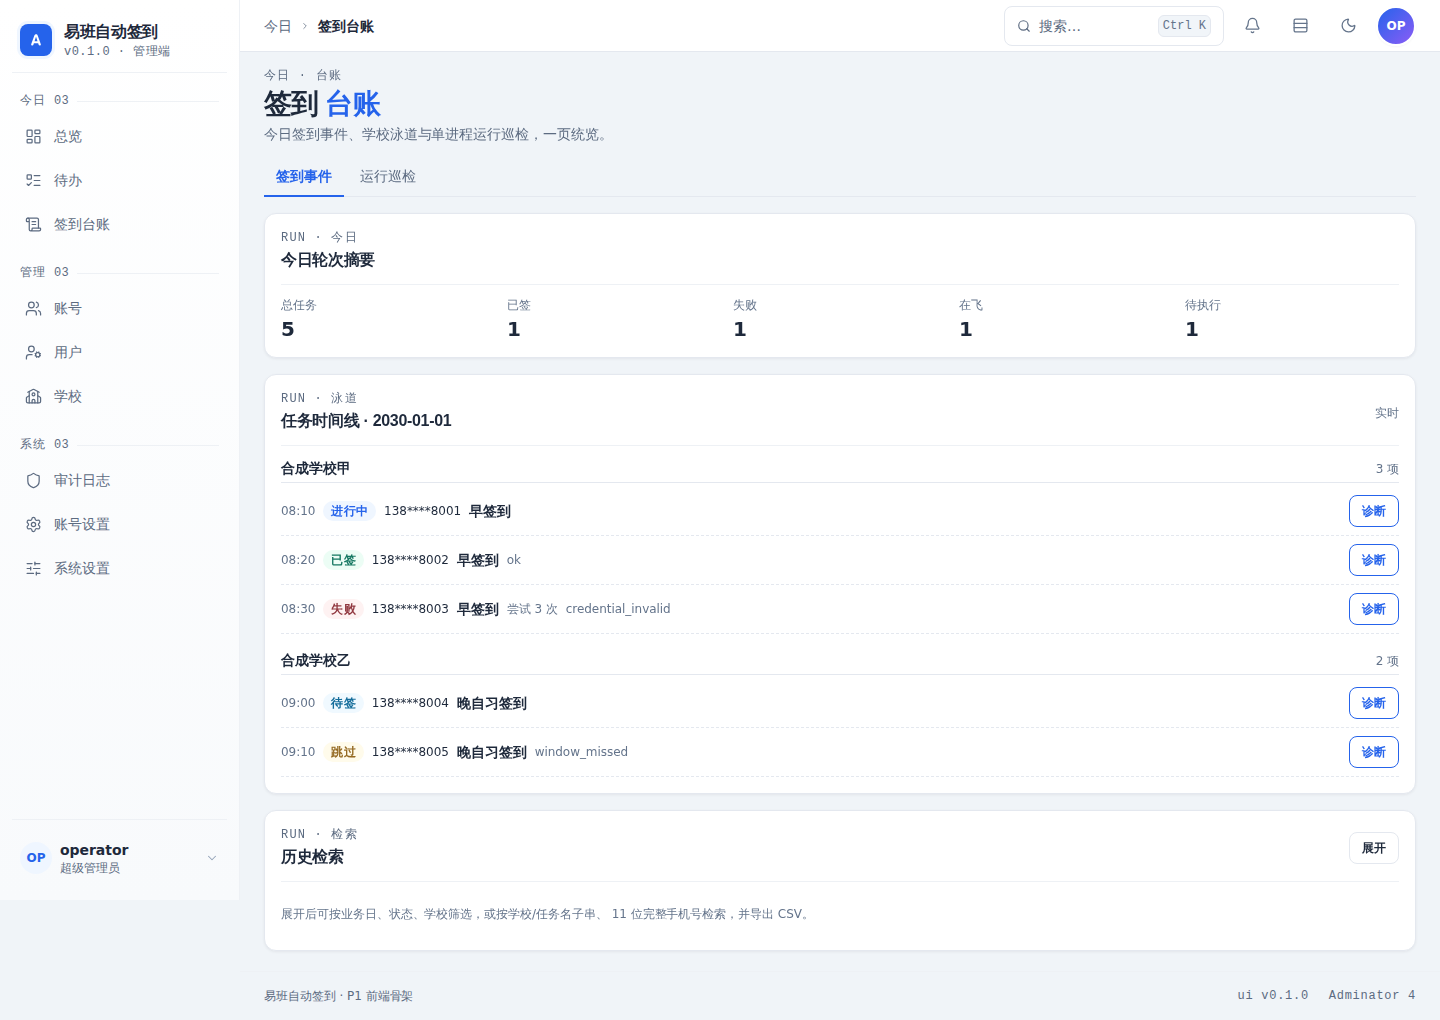 A
易班自动签到
v0.1.0 · 管理端
今日 03
总览
待办
签到台账
管理 03
账号
用户
学校
系统 03
审计日志
账号设置
系统设置
OP
operator
超级管理员
今日 › 签到台账
搜索… Ctrl K
OP
今日 · 台账
签到 台账
今日签到事件、学校泳道与单进程运行巡检，一页统览。
签到事件 运行巡检
RUN · 今日
今日轮次摘要
总任务 已签 失败 在飞 待执行
5 1 1 1 1
RUN · 泳道
任务时间线 · 2030-01-01
实时
合成学校甲 3 项
08:10 进行中 138****8001 早签到 诊断
08:20 已签 138****8002 早签到 ok 诊断
08:30 失败 138****8003 早签到 尝试 3 次 credential_invalid 诊断
合成学校乙 2 项
09:00 待签 138****8004 晚自习签到 诊断
09:10 跳过 138****8005 晚自习签到 window_missed 诊断
RUN · 检索
历史检索
展开
展开后可按业务日、状态、学校筛选，或按学校/任务名子串、 11 位完整手机号检索，并导出 CSV。
易班自动签到 · P1 前端骨架
ui v0.1.0 Adminator 4